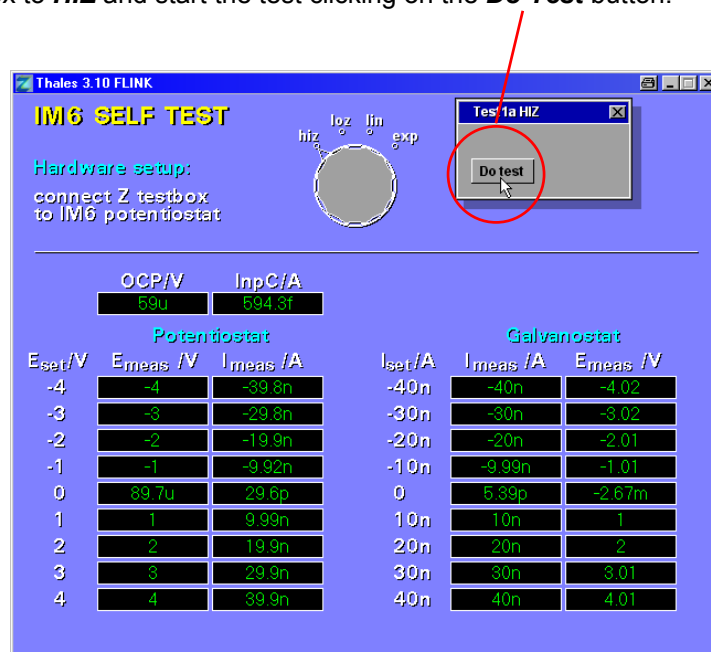 x to HIZ and start the test clicking on the Do Test button.
Thales 3.10 FLINK
IM6 SELF TEST
hiz loz lin exp
Test1a HIZ
Do test
Hardware setup:
connect Z testbox
to IM6 potentiostat
OCP/V InpC/A
59u 594.3f
Potentiostat Galvanostat
Eset/V Emeas /V Imeas /A Iset/A Imeas /A Emeas /V
-4 -4 -39.8n -40n -40n -4.02
-3 -3 -29.8n -30n -30n -3.02
-2 -2 -19.9n -20n -20n -2.01
-1 -1 -9.92n -10n -9.99n -1.01
0 89.7u 29.6p 0 5.39p -2.67m
1 1 9.99n 10n 10n 1
2 2 19.9n 20n 20n 2
3 3 29.9n 30n 30n 3.01
4 4 39.9n 40n 40n 4.01